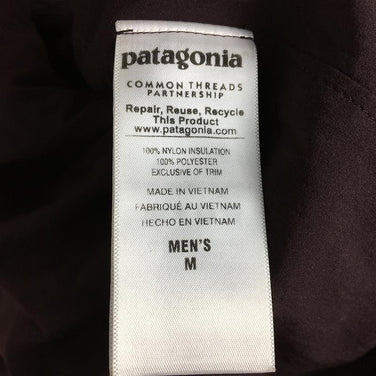 patagonia
COMMON THREADS
PARTNERSHIP
Repair, Reuse, Recycle
This Product
www.patagonia.com
100% NYLON INSULATION
100% POLYESTER
EXCLUSIVE OF TRIM
MADE IN VIETNAM
FABRIQUÉ AU VIETNAM
HECHO EN VIETNAM
MEN'S
M